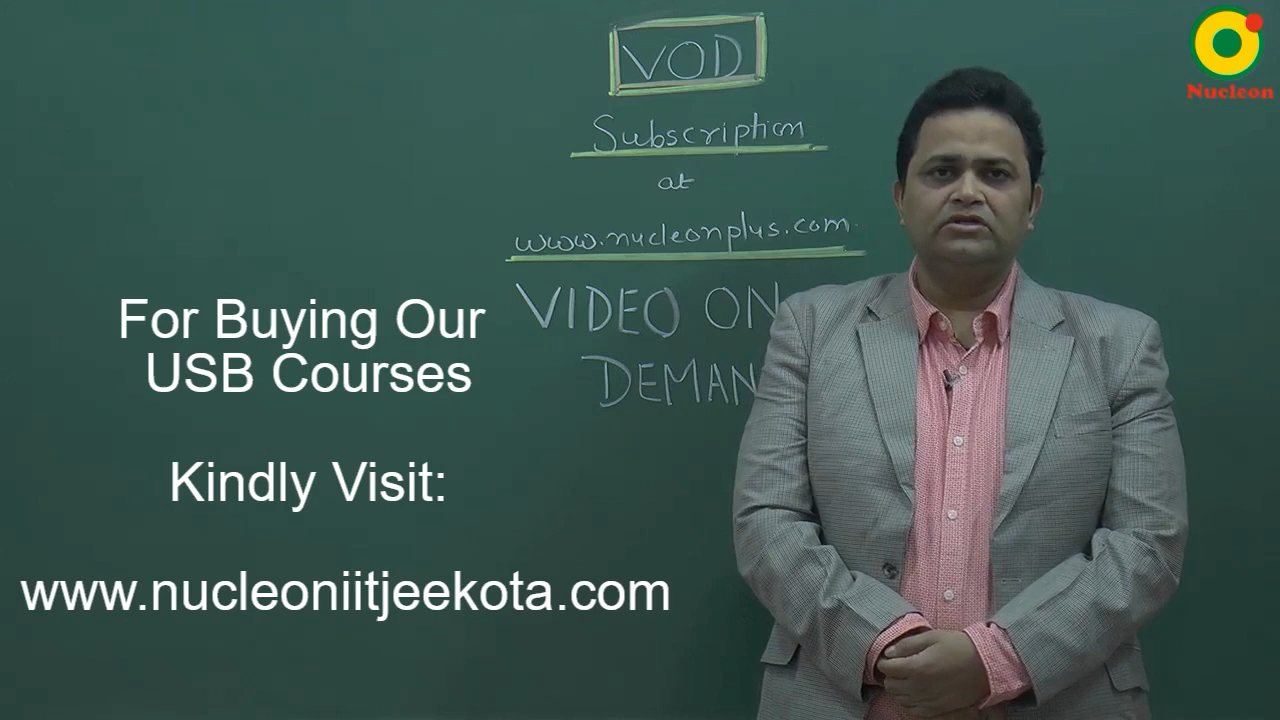 VOD
Nucleon
Subscription
at
www.nucleonplus.com
VIDEO ON
DEMAN
For Buying Our
USB Courses
Kindly Visit:
www.nucleoniitjeekota.com